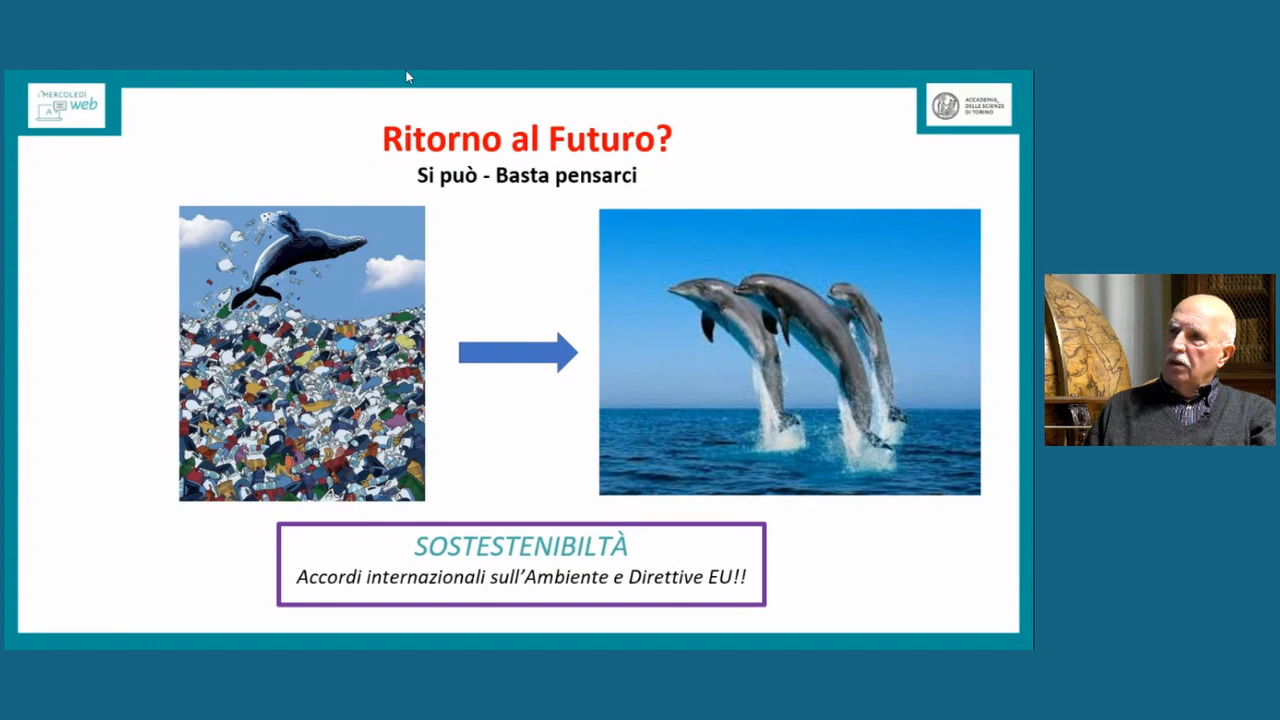 i MERCOLEDÌ
web
A
ACCADEMIA
DELLE SCIENZE
DI TORINO
Ritorno al Futuro?
Si può - Basta pensarci
SOSTESTENIBILTÀ
Accordi internazionali sull'Ambiente e Direttive EU!!